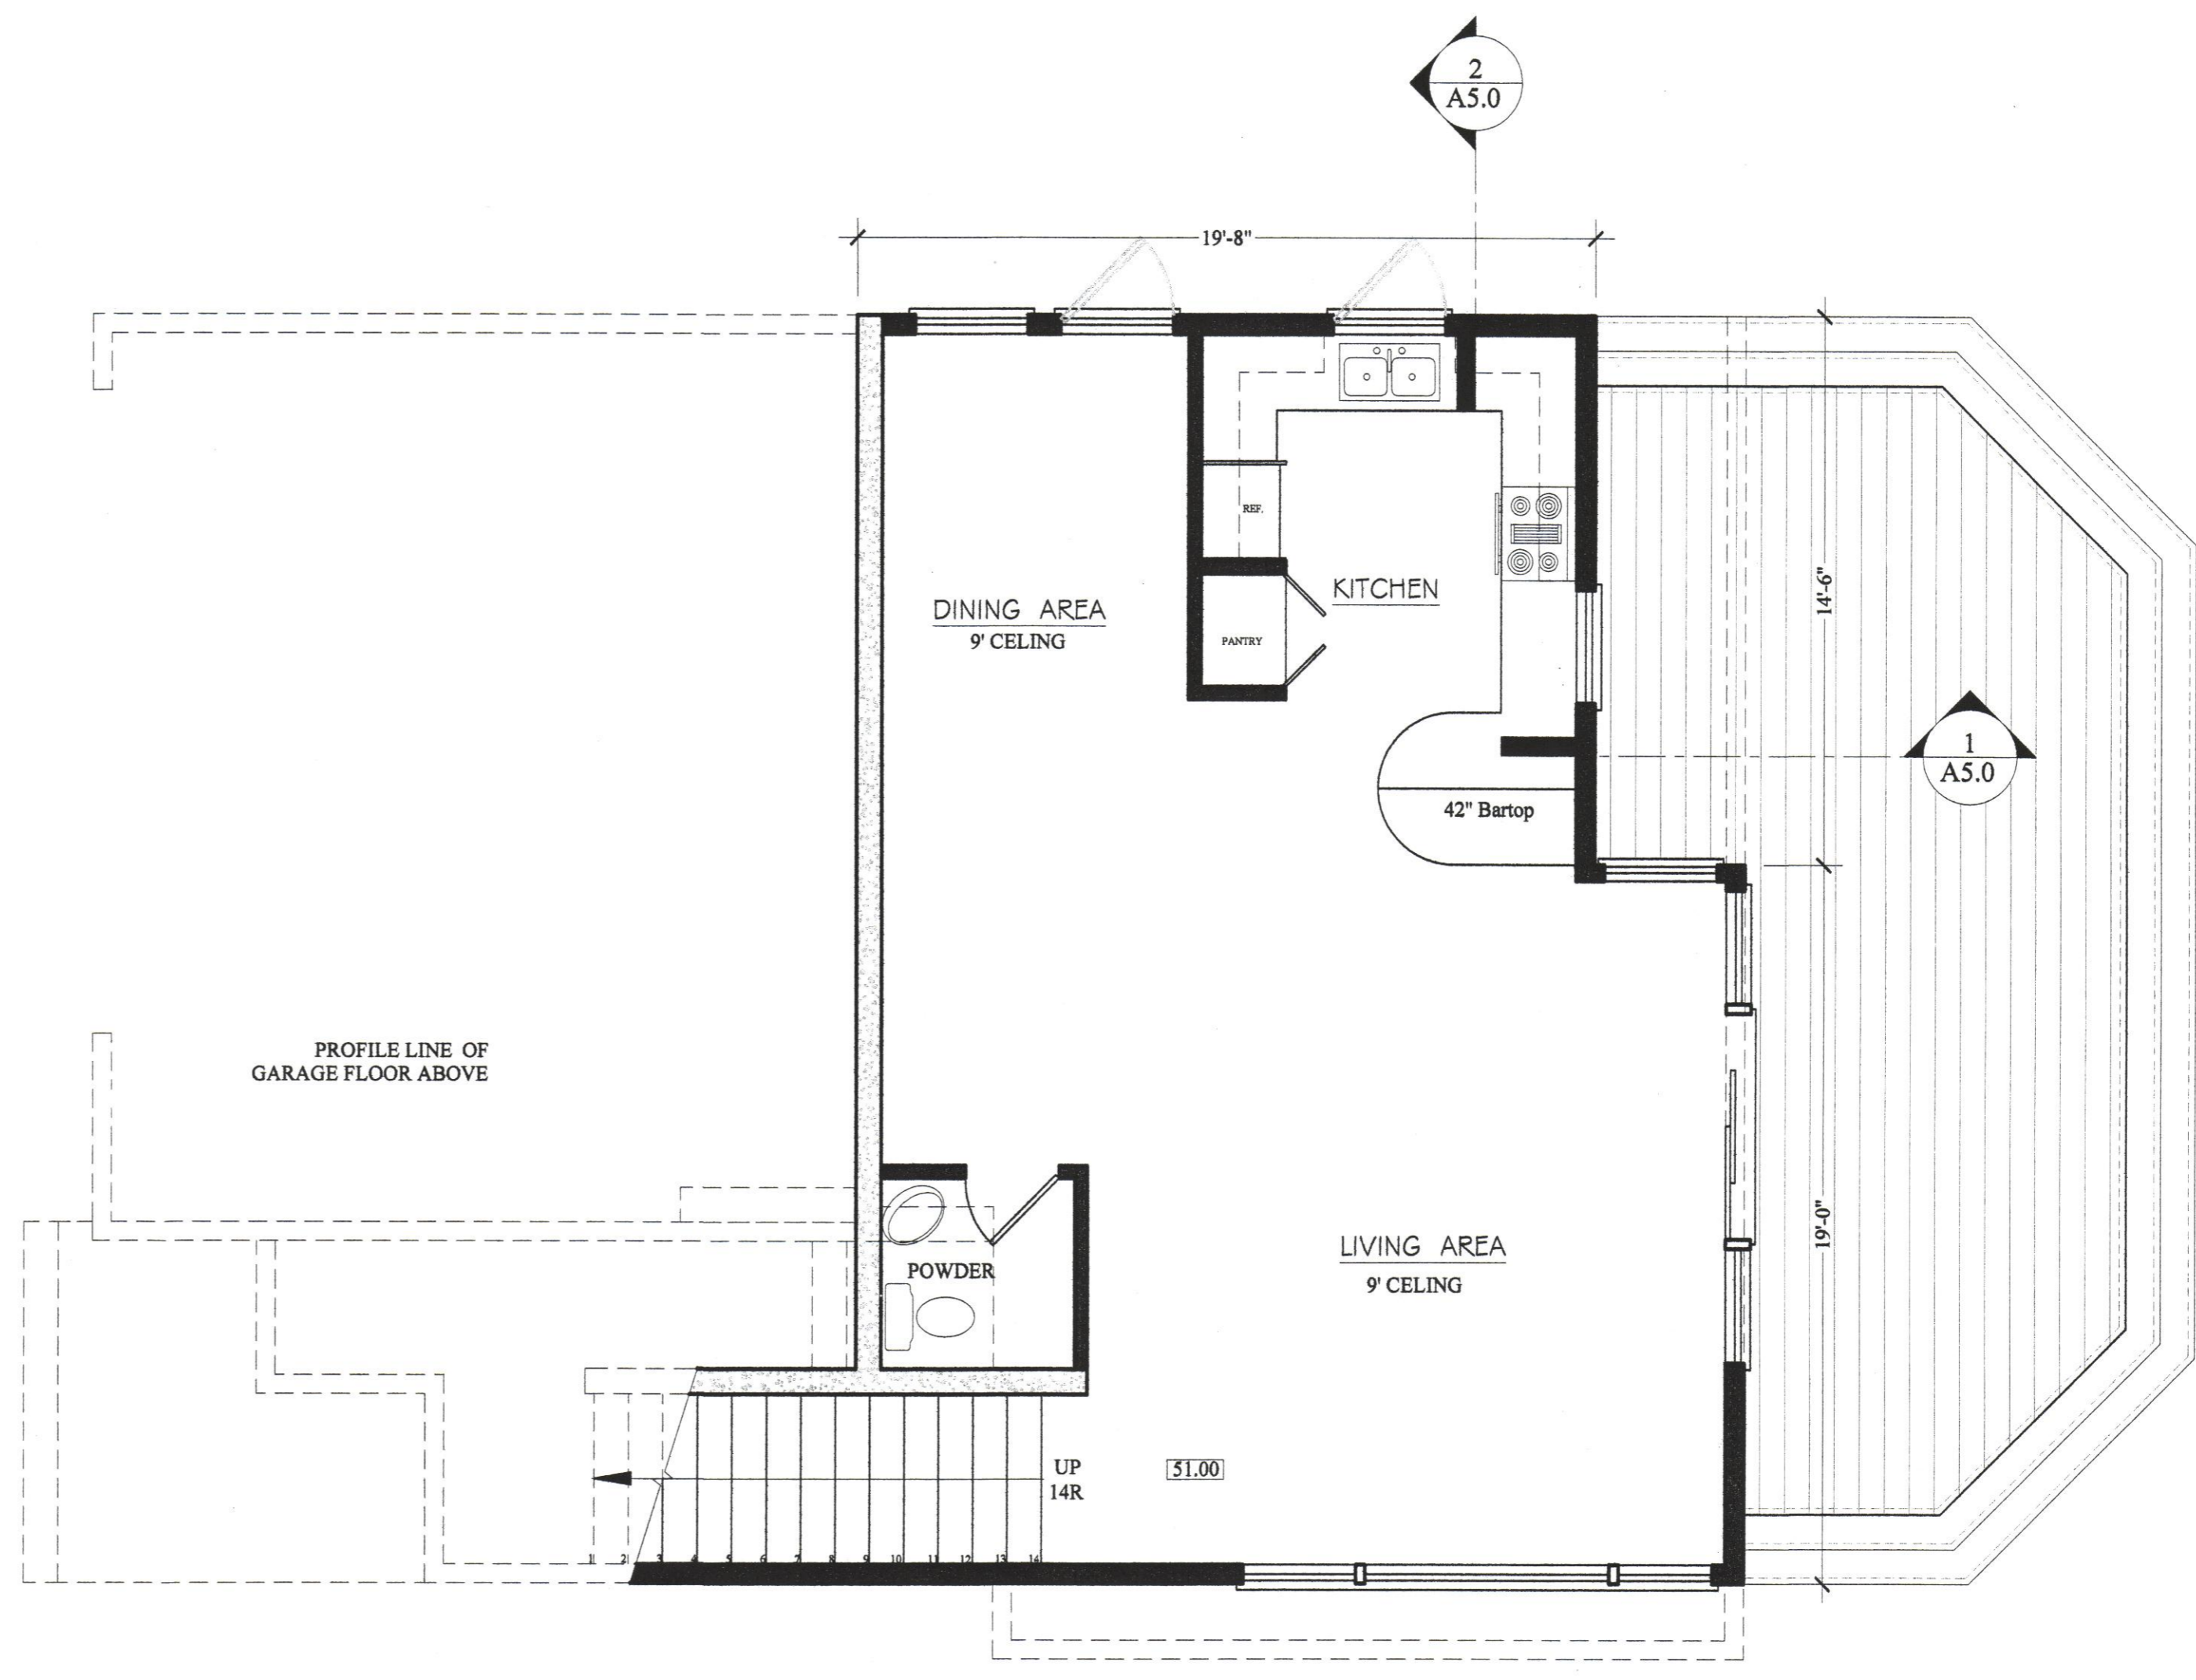 2
A5.0
19'-8"
REF.
KITCHEN
DINING AREA
9' CELING
PANTRY
14'-6"
1
A5.0
42" Bartop
PROFILE LINE OF
GARAGE FLOOR ABOVE
19'-0"
LIVING AREA
9' CELING
POWDER
UP
14R
51.00
1 2 3 4 5 6 7 8 9 10 11 12 13 14